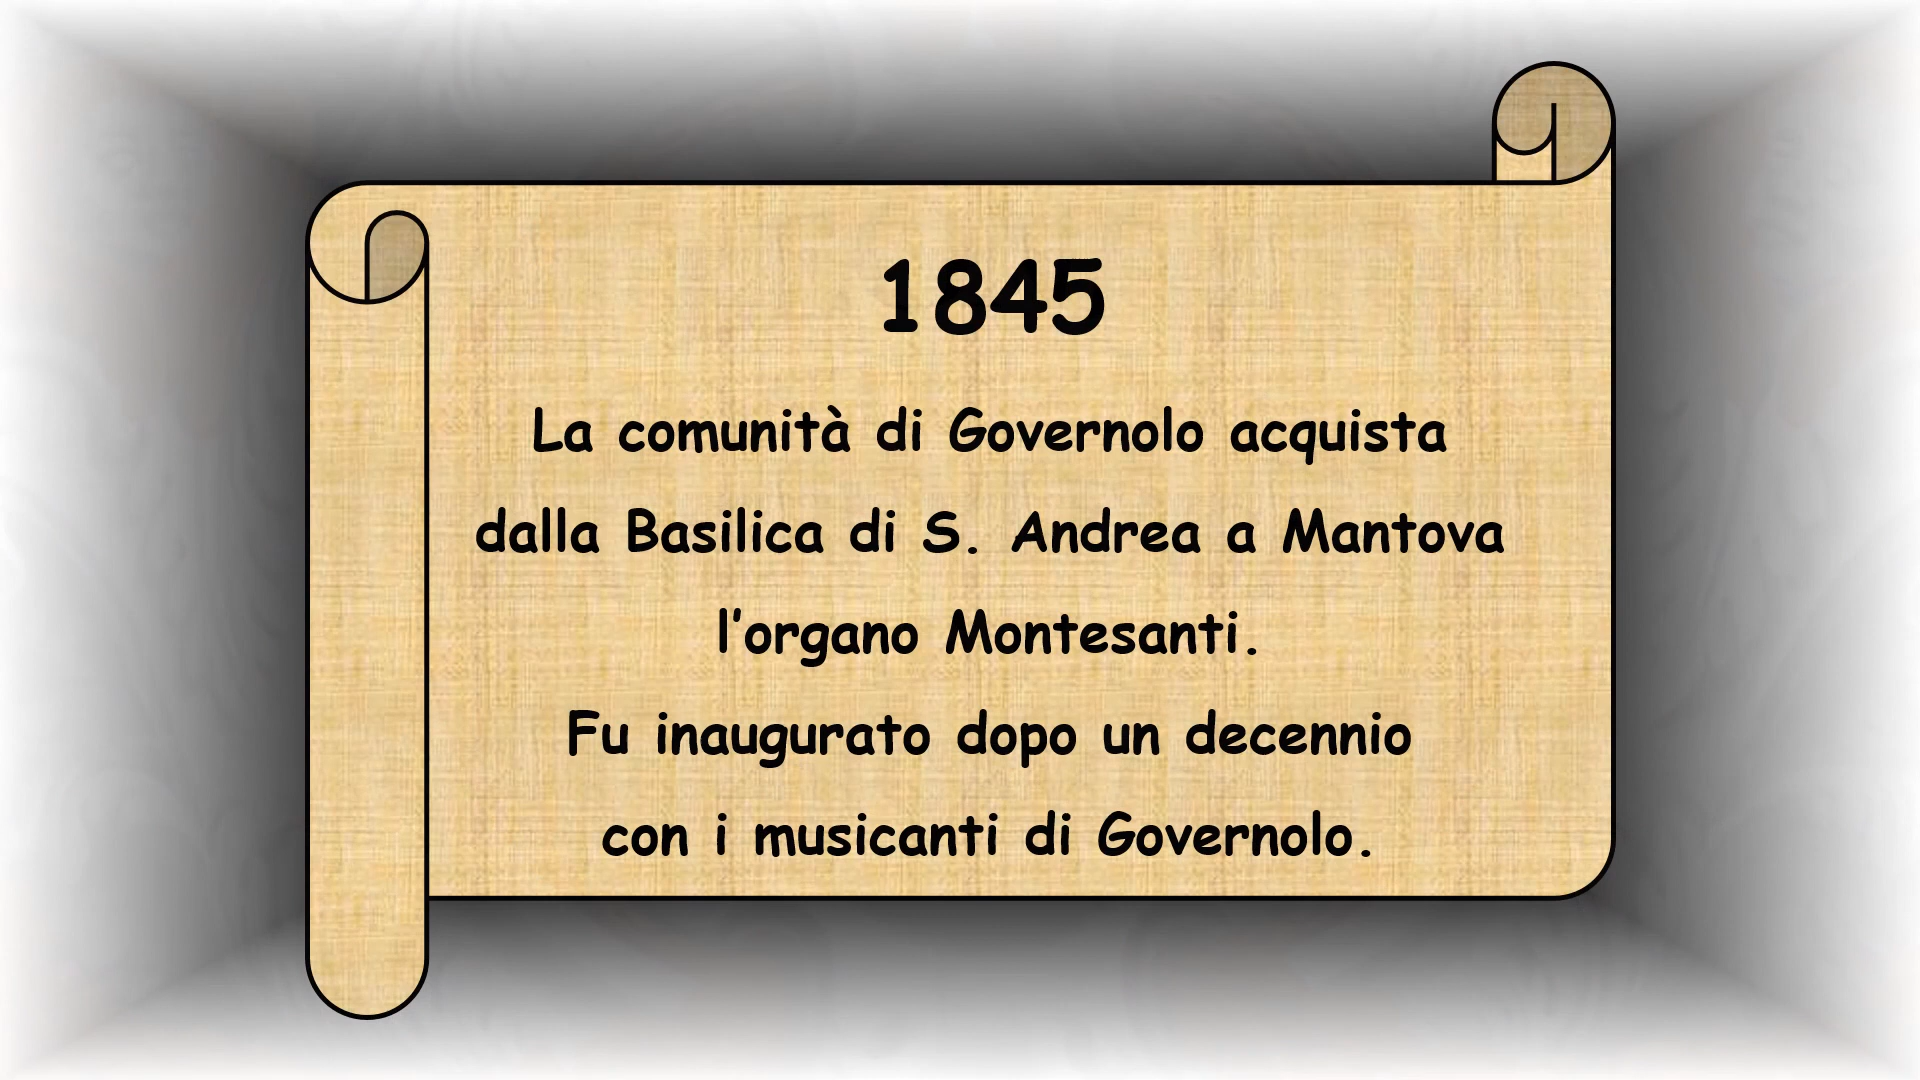 1845
La comunità di Governolo acquista
dalla Basilica di S. Andrea a Mantova
l’organo Montesanti.
Fu inaugurato dopo un decennio
con i musicanti di Governolo.